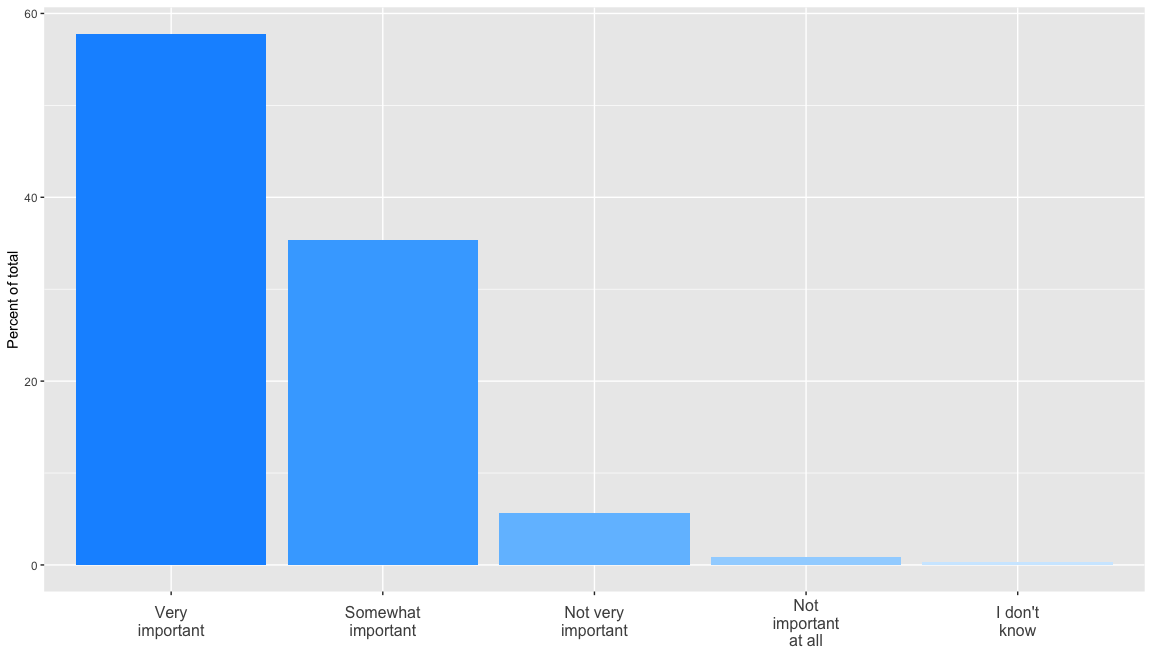 60
40
20
0
Percent of total
Very
important
Somewhat
important
Not very
important
Not
important
at all
I don't
know